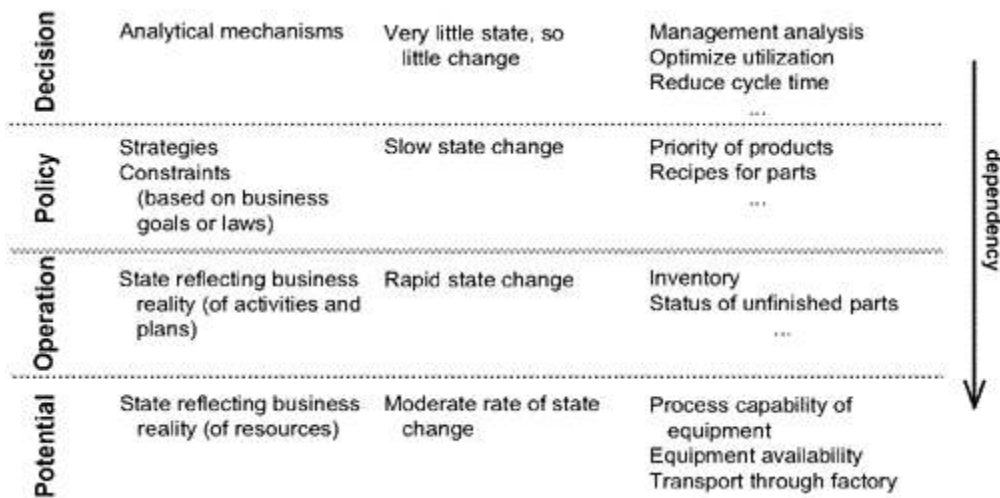 Decision
Analytical mechanisms
Very little state, so
little change
Management analysis
Optimize utilization
Reduce cycle time
...
Policy
Strategies
Constraints
(based on business
goals or laws)
Slow state change
Priority of products
Recipes for parts
...
Operation
State reflecting business
reality (of activities and
plans)
Rapid state change
Inventory
Status of unfinished parts
...
Potential
State reflecting business
reality (of resources)
Moderate rate of state
change
Process capability of
equipment
Equipment availability
Transport through factory
dependency